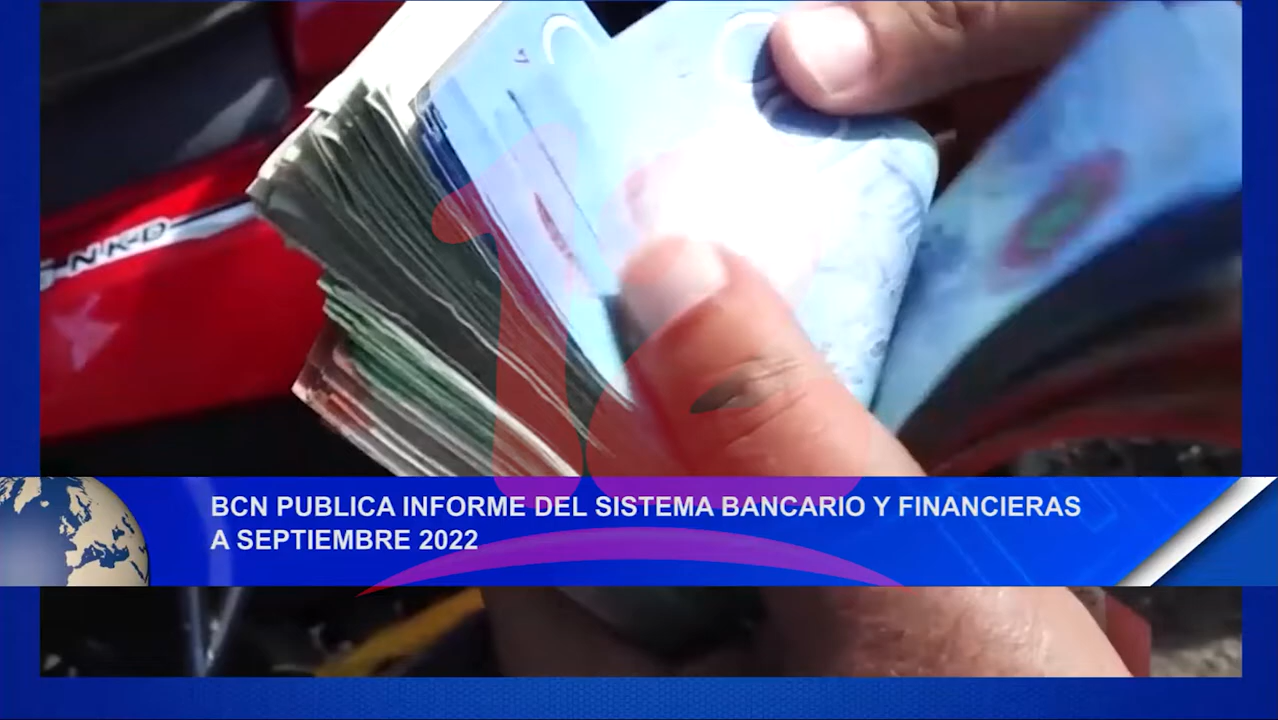 BCN PUBLICA INFORME DEL SISTEMA BANCARIO Y FINANCIERAS
A SEPTIEMBRE 2022